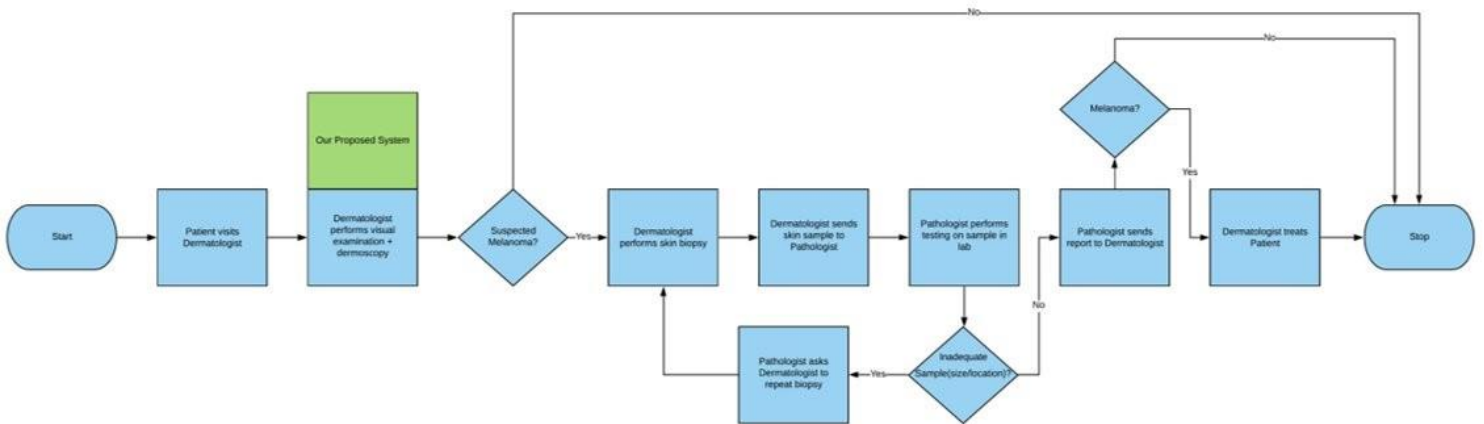 No
No
Melanoma?
Our Proposed System
Yes
Start
Patient visits
Dermatologist
Dermatologist
performs visual
examination +
dermoscopy
Suspected
Melanoma?
Yes
Dermatologist
performs skin biopsy
Dermatologist sends
skin sample to
Pathologist
Pathologist performs
testing on sample in
lab
Pathologist sends
report to Dermatologist
Dermatologist treats
Patient
Stop
No
Pathologist asks
Dermatologist to
repeat biopsy
Yes
Inadequate
Sample(size/location)?